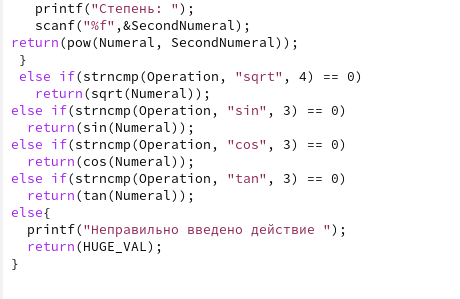 printf("Степень: ");
scanf("%f",&SecondNumeral);
return(pow(Numeral, SecondNumeral));
}
else if(strncmp(Operation, "sqrt", 4) == 0)
return(sqrt(Numeral));
else if(strncmp(Operation, "sin", 3) == 0)
return(sin(Numeral));
else if(strncmp(Operation, "cos", 3) == 0)
return(cos(Numeral));
else if(strncmp(Operation, "tan", 3) == 0)
return(tan(Numeral));
else{
printf("Неправильно введено действие ");
return(HUGE_VAL);
}